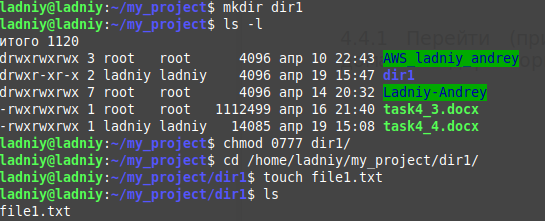 ladniy@ladniy:~/my_project$ mkdir dir1
ladniy@ladniy:~/my_project$ ls -l
итого 1120
drwxrwxrwx 3 root   root      4096 апр 10 22:43 AWS_ladniy_andrey
drwxr-xr-x 2 ladniy ladniy    4096 апр 19 15:47 dir1
drwxrwxrwx 7 root   root      4096 апр 14 20:32 Ladniy-Andrey
-rwxrwxrwx 1 root   root   1112499 апр 16 21:40 task4_3.docx
-rwxrwxrwx 1 ladniy ladniy   14085 апр 19 15:08 task4_4.docx
ladniy@ladniy:~/my_project$ chmod 0777 dir1/
ladniy@ladniy:~/my_project$ cd /home/ladniy/my_project/dir1/
ladniy@ladniy:~/my_project/dir1$ touch file1.txt
ladniy@ladniy:~/my_project/dir1$ ls
file1.txt
4.4.1 Перейти